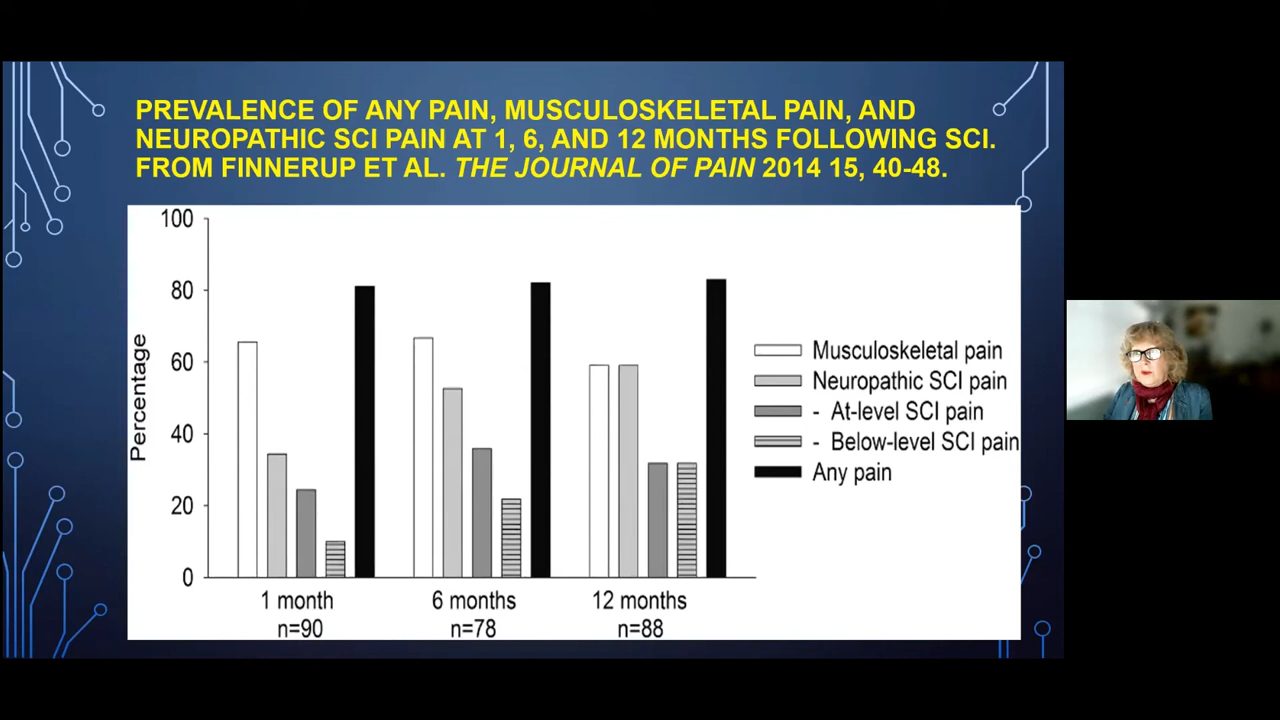 PREVALENCE OF ANY PAIN, MUSCULOSKELETAL PAIN, AND
NEUROPATHIC SCI PAIN AT 1, 6, AND 12 MONTHS FOLLOWING SCI.
FROM FINNERUP ET AL. THE JOURNAL OF PAIN 2014 15, 40-48.
100
80
60
40
20
0
Percentage
1 month
n=90
6 months
n=78
12 months
n=88
Musculoskeletal pain
Neuropathic SCI pain
- At-level SCI pain
- Below-level SCI pain
Any pain